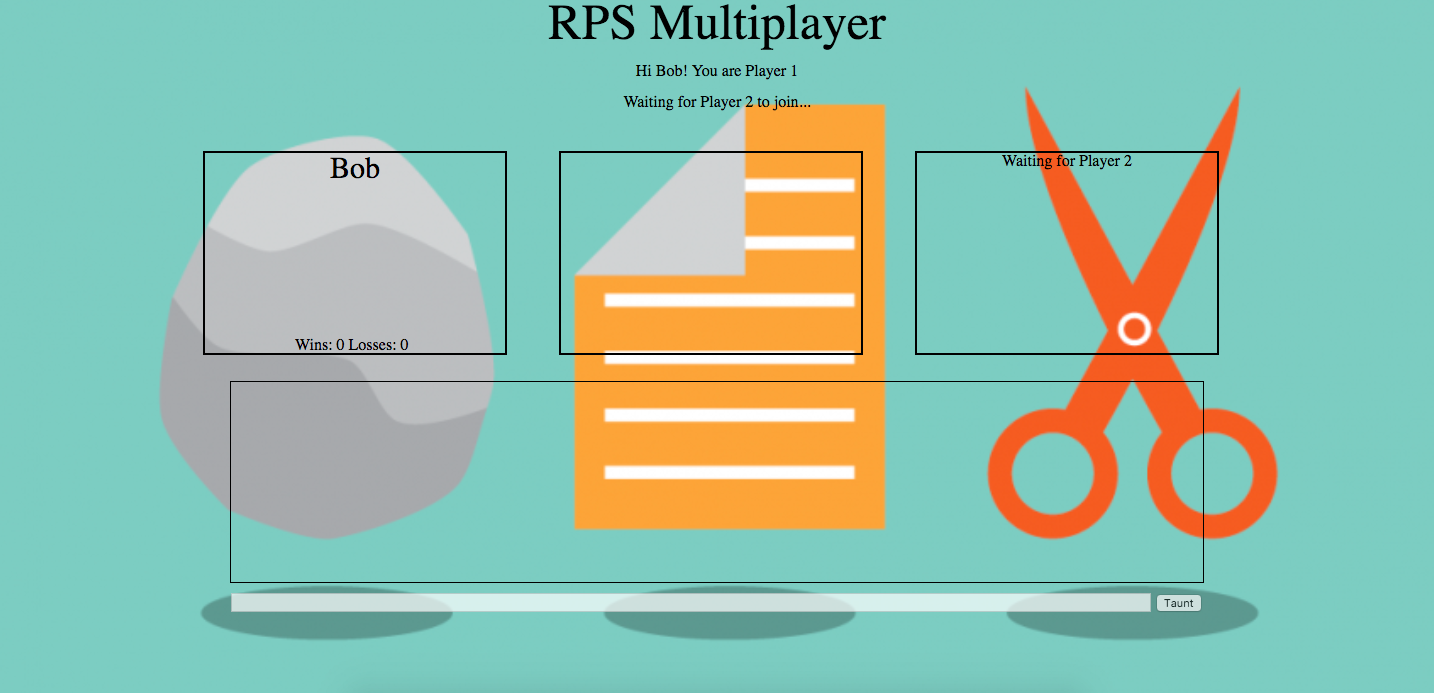 RPS Multiplayer
Hi Bob! You are Player 1
Waiting for Player 2 to join...
Bob
Waiting for Player 2
Wins: 0 Losses: 0
Taunt